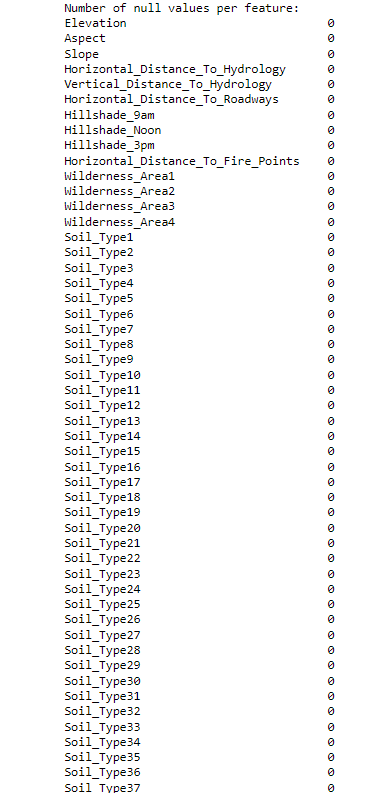 Number of null values per feature:
Elevation 0
Aspect 0
Slope 0
Horizontal_Distance_To_Hydrology 0
Vertical_Distance_To_Hydrology 0
Horizontal_Distance_To_Roadways 0
Hillshade_9am 0
Hillshade_Noon 0
Hillshade_3pm 0
Horizontal_Distance_To_Fire_Points 0
Wilderness_Area1 0
Wilderness_Area2 0
Wilderness_Area3 0
Wilderness_Area4 0
Soil_Type1 0
Soil_Type2 0
Soil_Type3 0
Soil_Type4 0
Soil_Type5 0
Soil_Type6 0
Soil_Type7 0
Soil_Type8 0
Soil_Type9 0
Soil_Type10 0
Soil_Type11 0
Soil_Type12 0
Soil_Type13 0
Soil_Type14 0
Soil_Type15 0
Soil_Type16 0
Soil_Type17 0
Soil_Type18 0
Soil_Type19 0
Soil_Type20 0
Soil_Type21 0
Soil_Type22 0
Soil_Type23 0
Soil_Type24 0
Soil_Type25 0
Soil_Type26 0
Soil_Type27 0
Soil_Type28 0
Soil_Type29 0
Soil_Type30 0
Soil_Type31 0
Soil_Type32 0
Soil_Type33 0
Soil_Type34 0
Soil_Type35 0
Soil_Type36 0
Soil_Type37 0